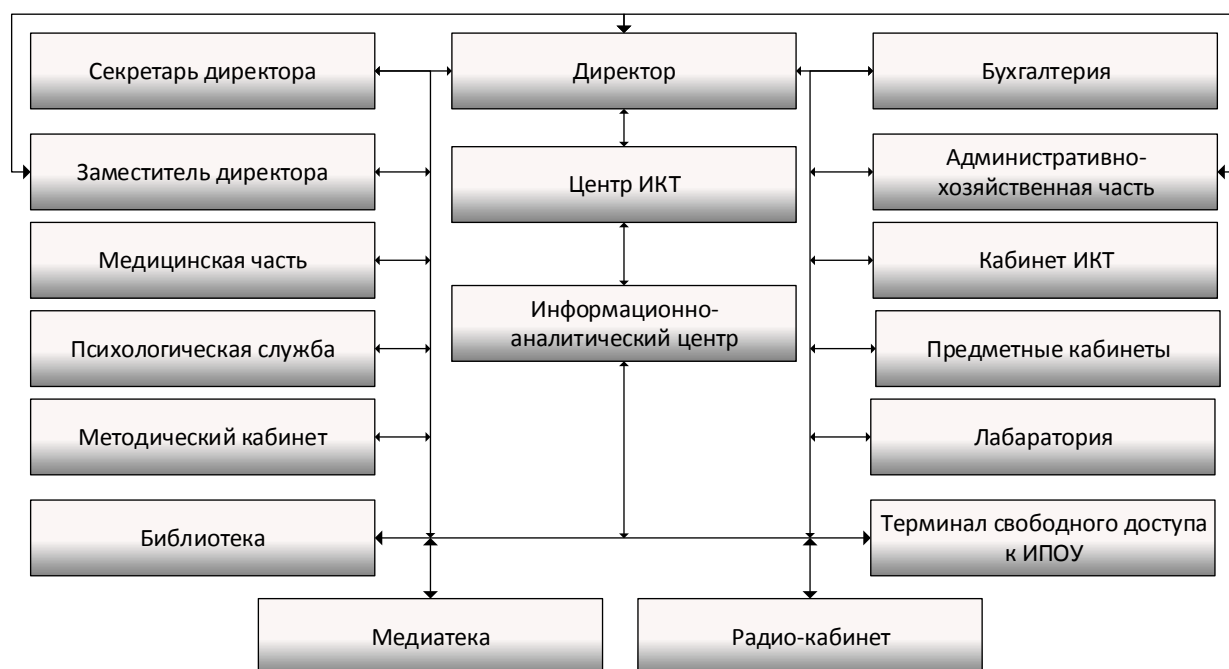 Секретарь директора
Директор
Бухгалтерия
Заместитель директора
Центр ИКТ
Административно-
хозяйственная часть
Медицинская часть
Кабинет ИКТ
Информационно-
аналитический центр
Психологическая служба
Предметные кабинеты
Методический кабинет
Лабаратория
Библиотека
Терминал свободного доступа
к ИПОУ
Медиатека
Радио-кабинет